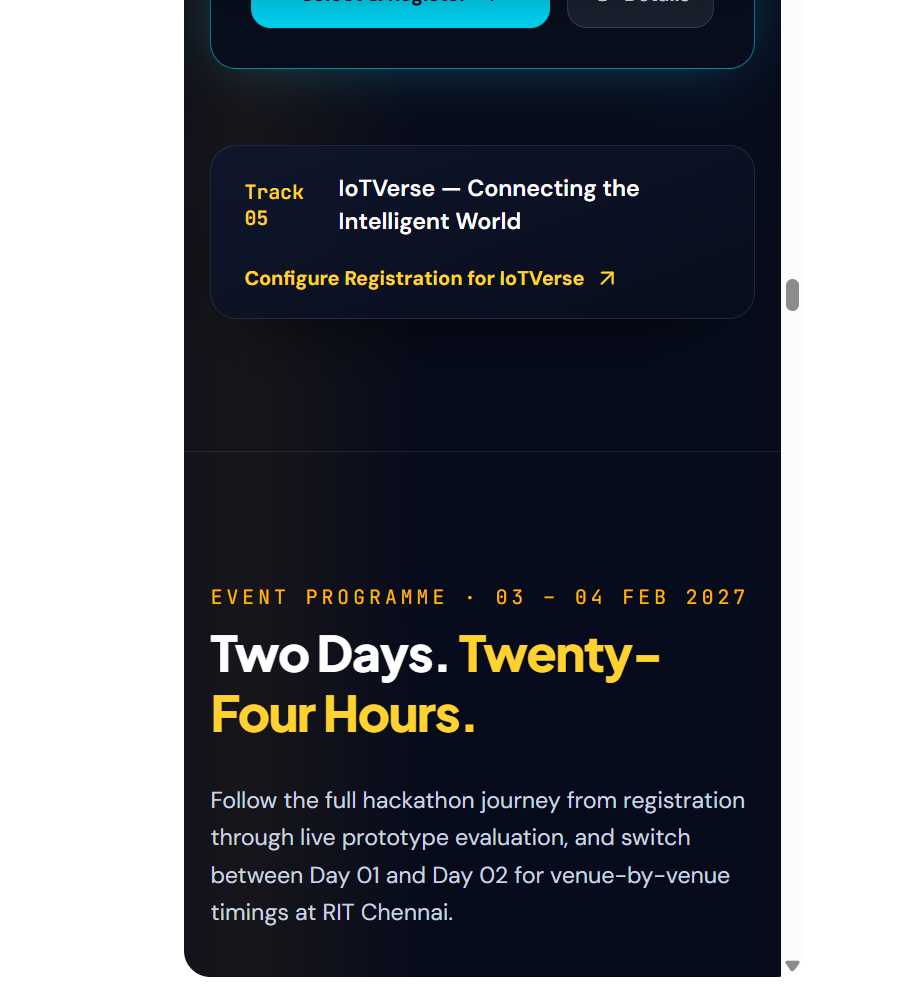 Track
05
IoTVerse — Connecting the
Intelligent World
Configure Registration for IoTVerse ↗
EVENT PROGRAMME · 03 – 04 FEB 2027
Two Days. Twenty-
Four Hours.
Follow the full hackathon journey from registration
through live prototype evaluation, and switch
between Day 01 and Day 02 for venue-by-venue
timings at RIT Chennai.